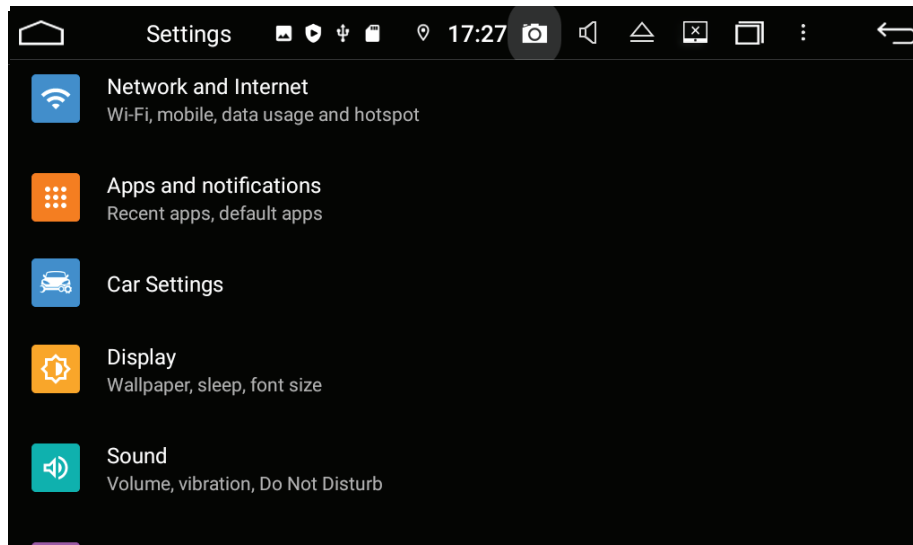 Settings 17:27
Network and Internet
Wi-Fi, mobile, data usage and hotspot
Apps and notifications
Recent apps, default apps
Car Settings
Display
Wallpaper, sleep, font size
Sound
Volume, vibration, Do Not Disturb